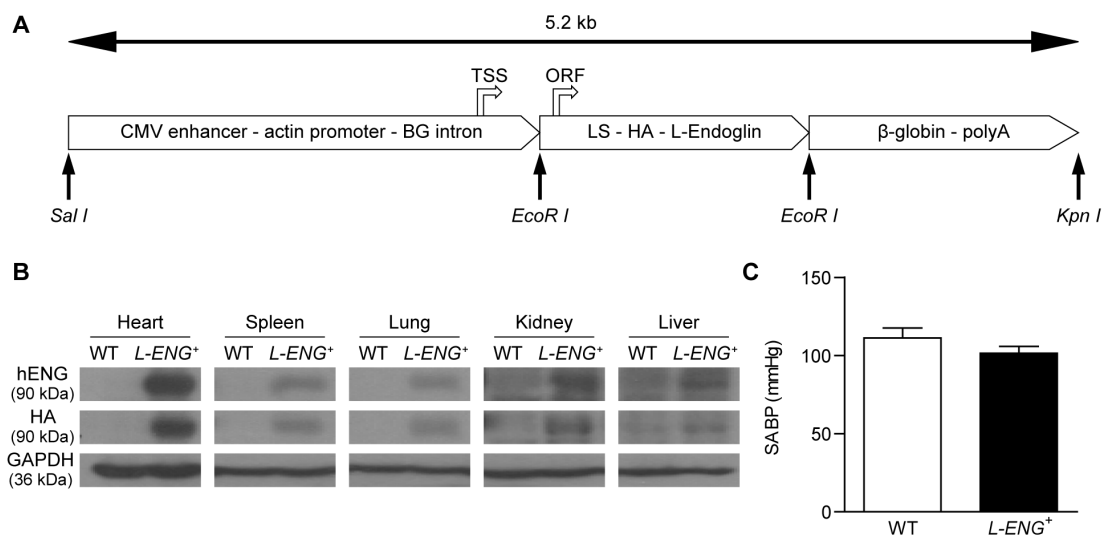 A
5.2 kb
TSS ORF
CMV enhancer - actin promoter - BG intron LS - HA - L-Endoglin β-globin - polyA
Sal I EcoR I EcoR I Kpn I
B
Heart Spleen Lung Kidney Liver
WT L-ENG+ WT L-ENG+ WT L-ENG+ WT L-ENG+ WT L-ENG+
hENG
(90 kDa)
HA
(90 kDa)
GAPDH
(36 kDa)
C
SABP (mmHg)
150
100
50
0
WT L-ENG+